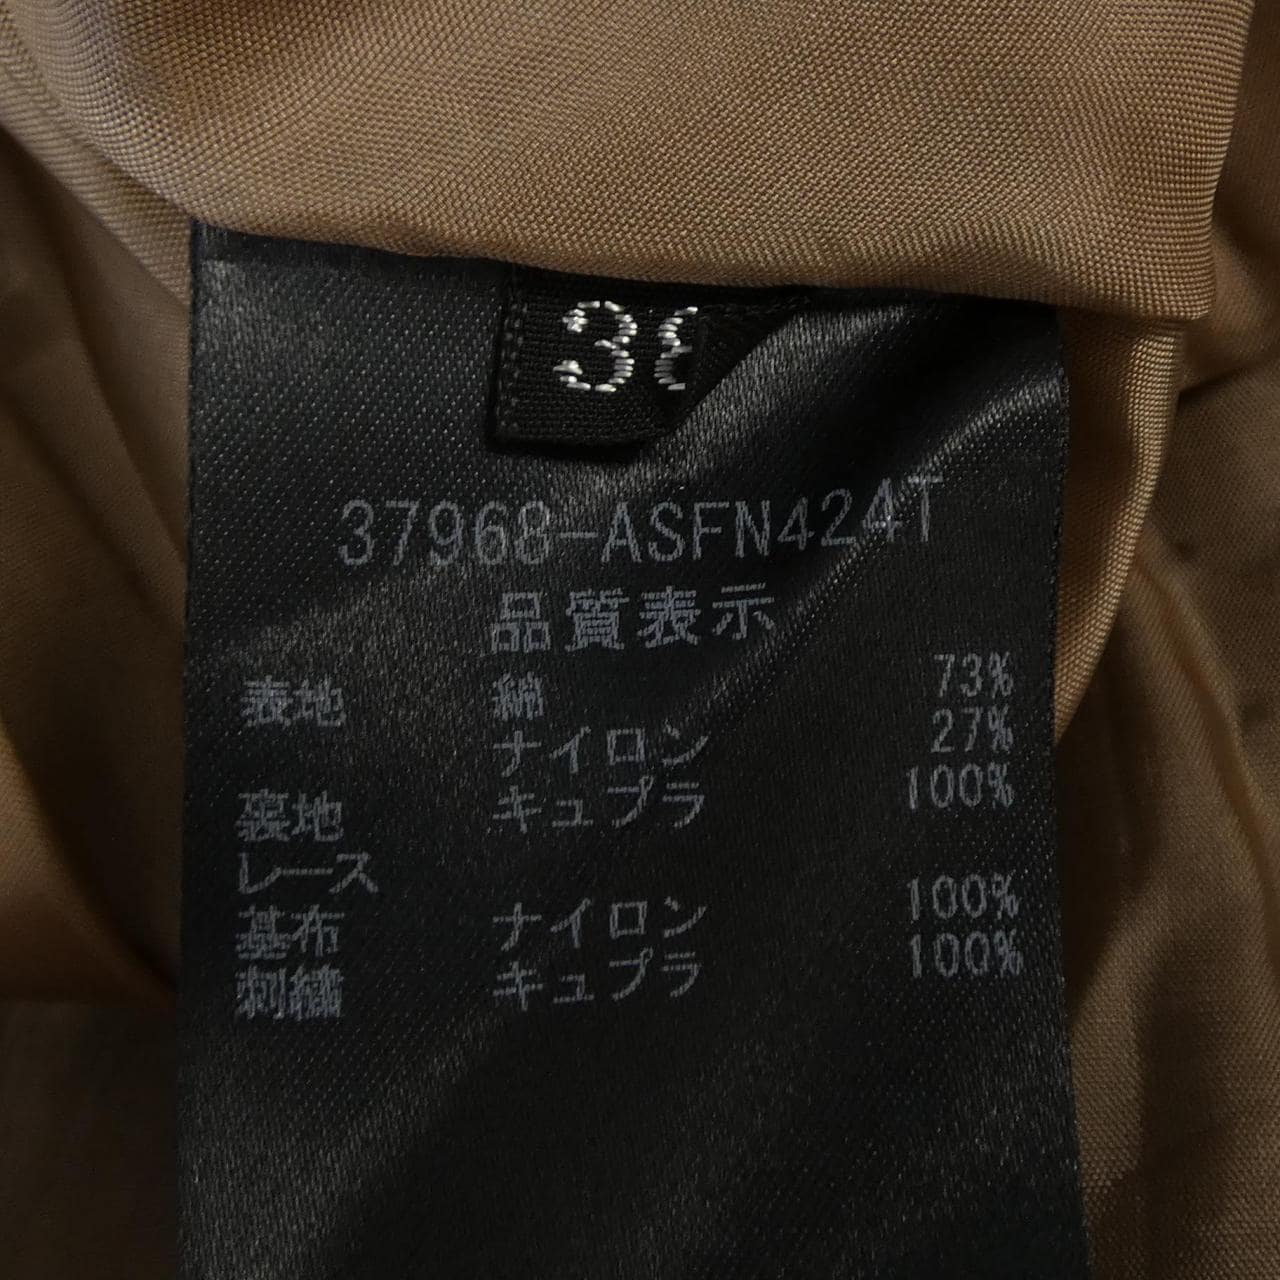 38
37968-ASFN424T
品質表示
表地 綿 73%
ナイロン 27%
裏地 キュプラ 100%
レース
基布 ナイロン 100%
刺繍 キュプラ 100%